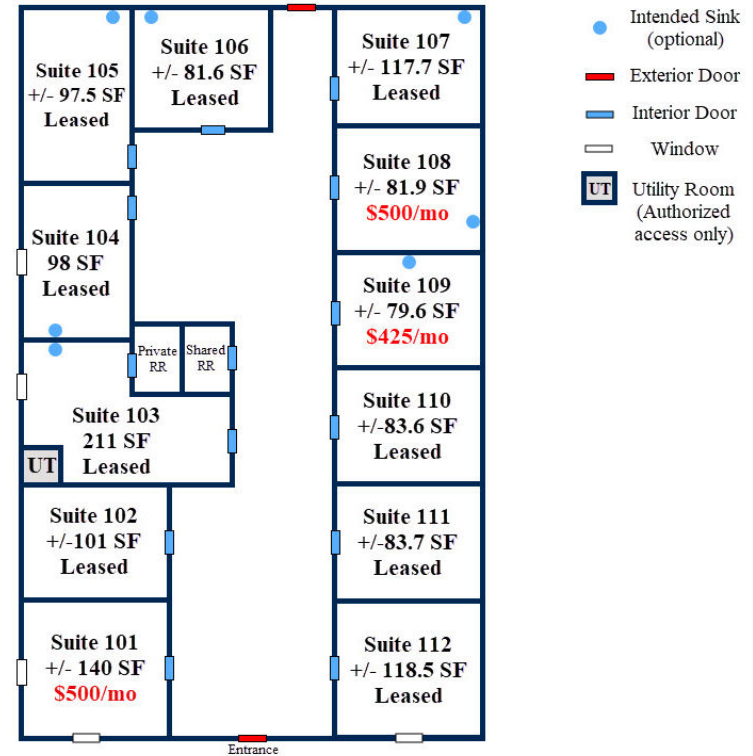 Suite 105
+/- 97.5 SF
Leased
Suite 106
+/- 81.6 SF
Leased
Suite 107
+/- 117.7 SF
Leased
Suite 108
+/- 81.9 SF
$500/mo
Suite 104
98 SF
Leased
Suite 109
+/- 79.6 SF
$425/mo
Private
RR
Shared
RR
Suite 103
211 SF
Leased
UT
Suite 110
+/-83.6 SF
Leased
Suite 102
+/-101 SF
Leased
Suite 111
+/-83.7 SF
Leased
Suite 101
+/- 140 SF
$500/mo
Suite 112
+/- 118.5 SF
Leased
Entrance
Intended Sink
(optional)
Exterior Door
Interior Door
Window
UT
Utility Room
(Authorized
access only)